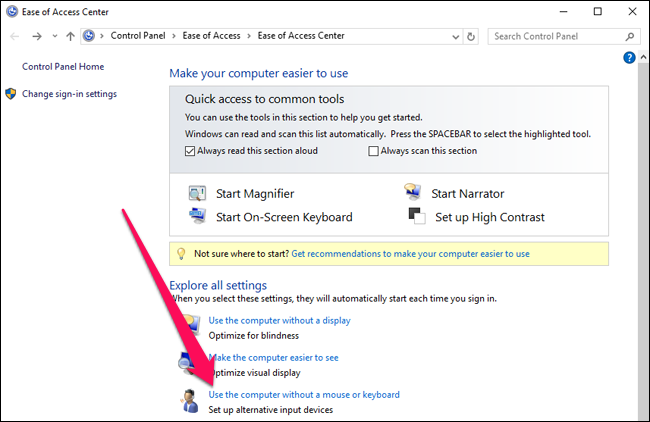 Ease of Access Center
Control Panel > Ease of Access > Ease of Access Center
Search Control Panel
Control Panel Home
Change sign-in settings
Make your computer easier to use
Quick access to common tools
You can use the tools in this section to help you get started.
Windows can read and scan this list automatically. Press the SPACEBAR to select the highlighted tool.
Always read this section aloud
Always scan this section
Start Magnifier
Start Narrator
Start On-Screen Keyboard
Set up High Contrast
Not sure where to start? Get recommendations to make your computer easier to use
Explore all settings
When you select these settings, they will automatically start each time you sign in.
Use the computer without a display
Optimize for blindness
Make the computer easier to see
Optimize visual display
Use the computer without a mouse or keyboard
Set up alternative input devices